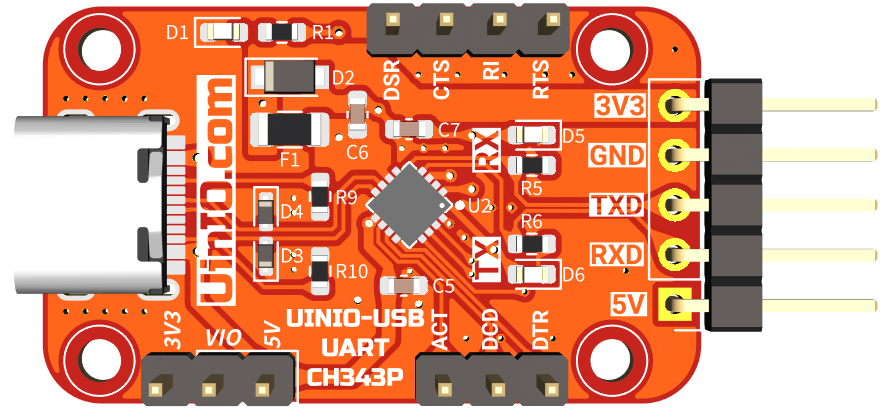 D1
R1
DSR
CTS
RI
RTS
D2
3V3
UinIO.com
F1
C6
C7
RX
D5
GND
R5
D4
R9
U2
TXD
R6
D3
R10
TX
D6
RXD
C5
5V
3V3
VIO
5V
UINIO-USB
UART
CH343P
ACT
DCD
DTR